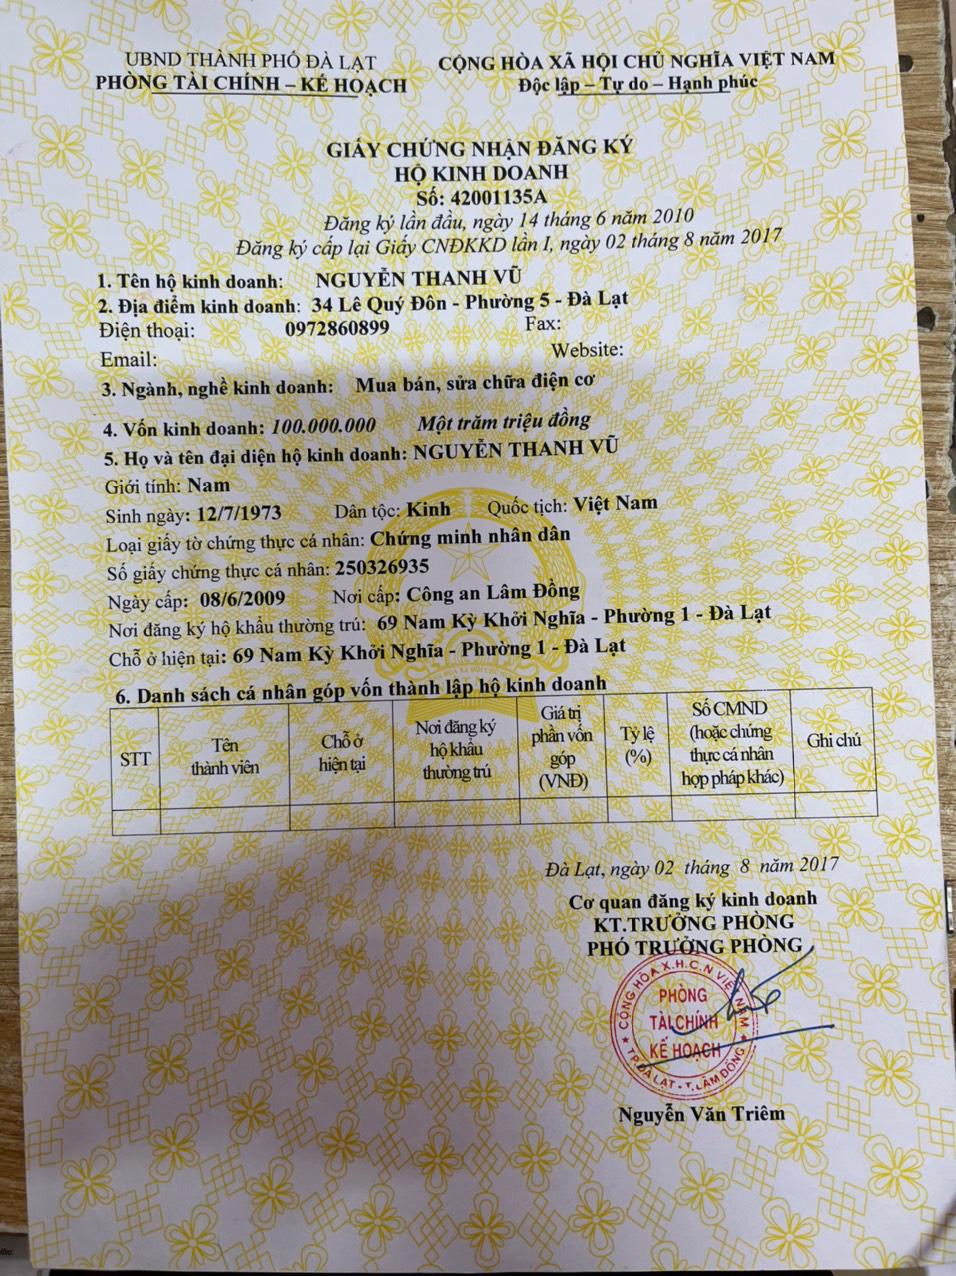 UBND THÀNH PHỐ ĐÀ LẠT
PHÒNG TÀI CHÍNH – KẾ HOẠCH
CỘNG HÒA XÃ HỘI CHỦ NGHĨA VIỆT NAM
Độc lập – Tự do – Hạnh phúc
GIẤY CHỨNG NHẬN ĐĂNG KÝ
HỘ KINH DOANH
Số: 42001135A
Đăng ký lần đầu, ngày 14 tháng 6 năm 2010
Đăng ký cấp lại Giấy CNĐKKD lần I, ngày 02 tháng 8 năm 2017
1. Tên hộ kinh doanh: NGUYỄN THANH VŨ
2. Địa điểm kinh doanh: 34 Lê Quý Đôn - Phường 5 - Đà Lạt
Điện thoại: 0972860899 Fax:
Email: Website:
3. Ngành, nghề kinh doanh: Mua bán, sửa chữa điện cơ
4. Vốn kinh doanh: 100.000.000 Một trăm triệu đồng
5. Họ và tên đại diện hộ kinh doanh: NGUYỄN THANH VŨ
Giới tính: Nam
Sinh ngày: 12/7/1973 Dân tộc: Kinh Quốc tịch: Việt Nam
Loại giấy tờ chứng thực cá nhân: Chứng minh nhân dân
Số giấy chứng thực cá nhân: 250326935
Ngày cấp: 08/6/2009 Nơi cấp: Công an Lâm Đồng
Nơi đăng ký hộ khẩu thường trú: 69 Nam Kỳ Khởi Nghĩa - Phường 1 - Đà Lạt
Chỗ ở hiện tại: 69 Nam Kỳ Khởi Nghĩa - Phường 1 - Đà Lạt
6. Danh sách cá nhân góp vốn thành lập hộ kinh doanh
STT
Tên
thành viên
Chỗ ở
hiện tại
Nơi đăng ký
hộ khẩu
thường trú
Giá trị
phần vốn
góp
(VNĐ)
Tỷ lệ
(%)
Số CMND
(hoặc chứng
thực cá nhân
hợp pháp khác)
Ghi chú
Đà Lạt, ngày 02 tháng 8 năm 2017
Cơ quan đăng ký kinh doanh
KT.TRƯỞNG PHÒNG
PHÓ TRƯỞNG PHÒNG
CỘNG HÒA X.H.C.N VIỆT NAM
PHÒNG
TÀI CHÍNH
KẾ HOẠCH
TP.ĐÀ LẠT - T.LÂM ĐỒNG
Nguyễn Văn Triêm